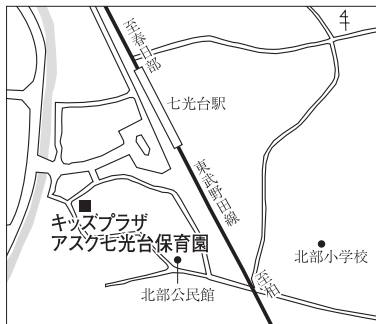 至春日部
七光台駅
東武野田線
キッズプラザ
アスク七光台保育園
北部小学校
至柏
北部公民館